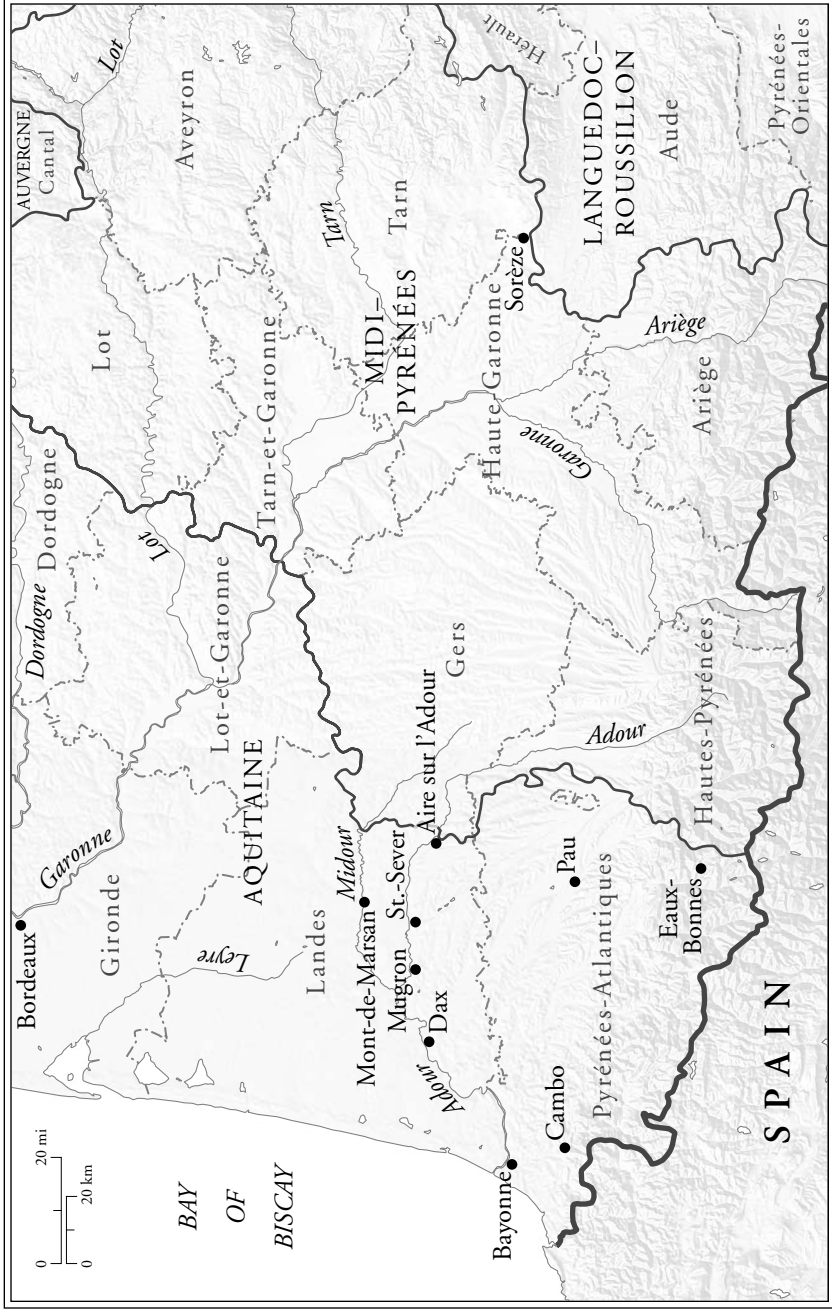 20 mi
0
20 km
0
BAY
OF
BISCAY
Bordeaux
Garonne
Gironde
Leyre
Landes
AQUITAINE
Lot-et-Garonne
Dordogne
Dordogne
Lot
Lot
AUVERGNE
Cantal
Lot
Aveyron
Tarn-et-Garonne
Tarn
Tarn
MIDI–
PYRÉNÉES
Hérault
LANGUEDOC–
ROUSSILLON
Aude
Pyrénées-
Orientales
Sorèze
Haute Garonne
Garonne
Ariège
Ariège
Midour
Mont-de-Marsan
St.-Sever
Mugron
Dax
Adour
Aire sur l'Adour
Gers
Adour
Hautes-Pyrénées
Bayonne
Cambo
Pau
Pyrénées-Atlantiques
Eaux-
Bonnes
SPAIN